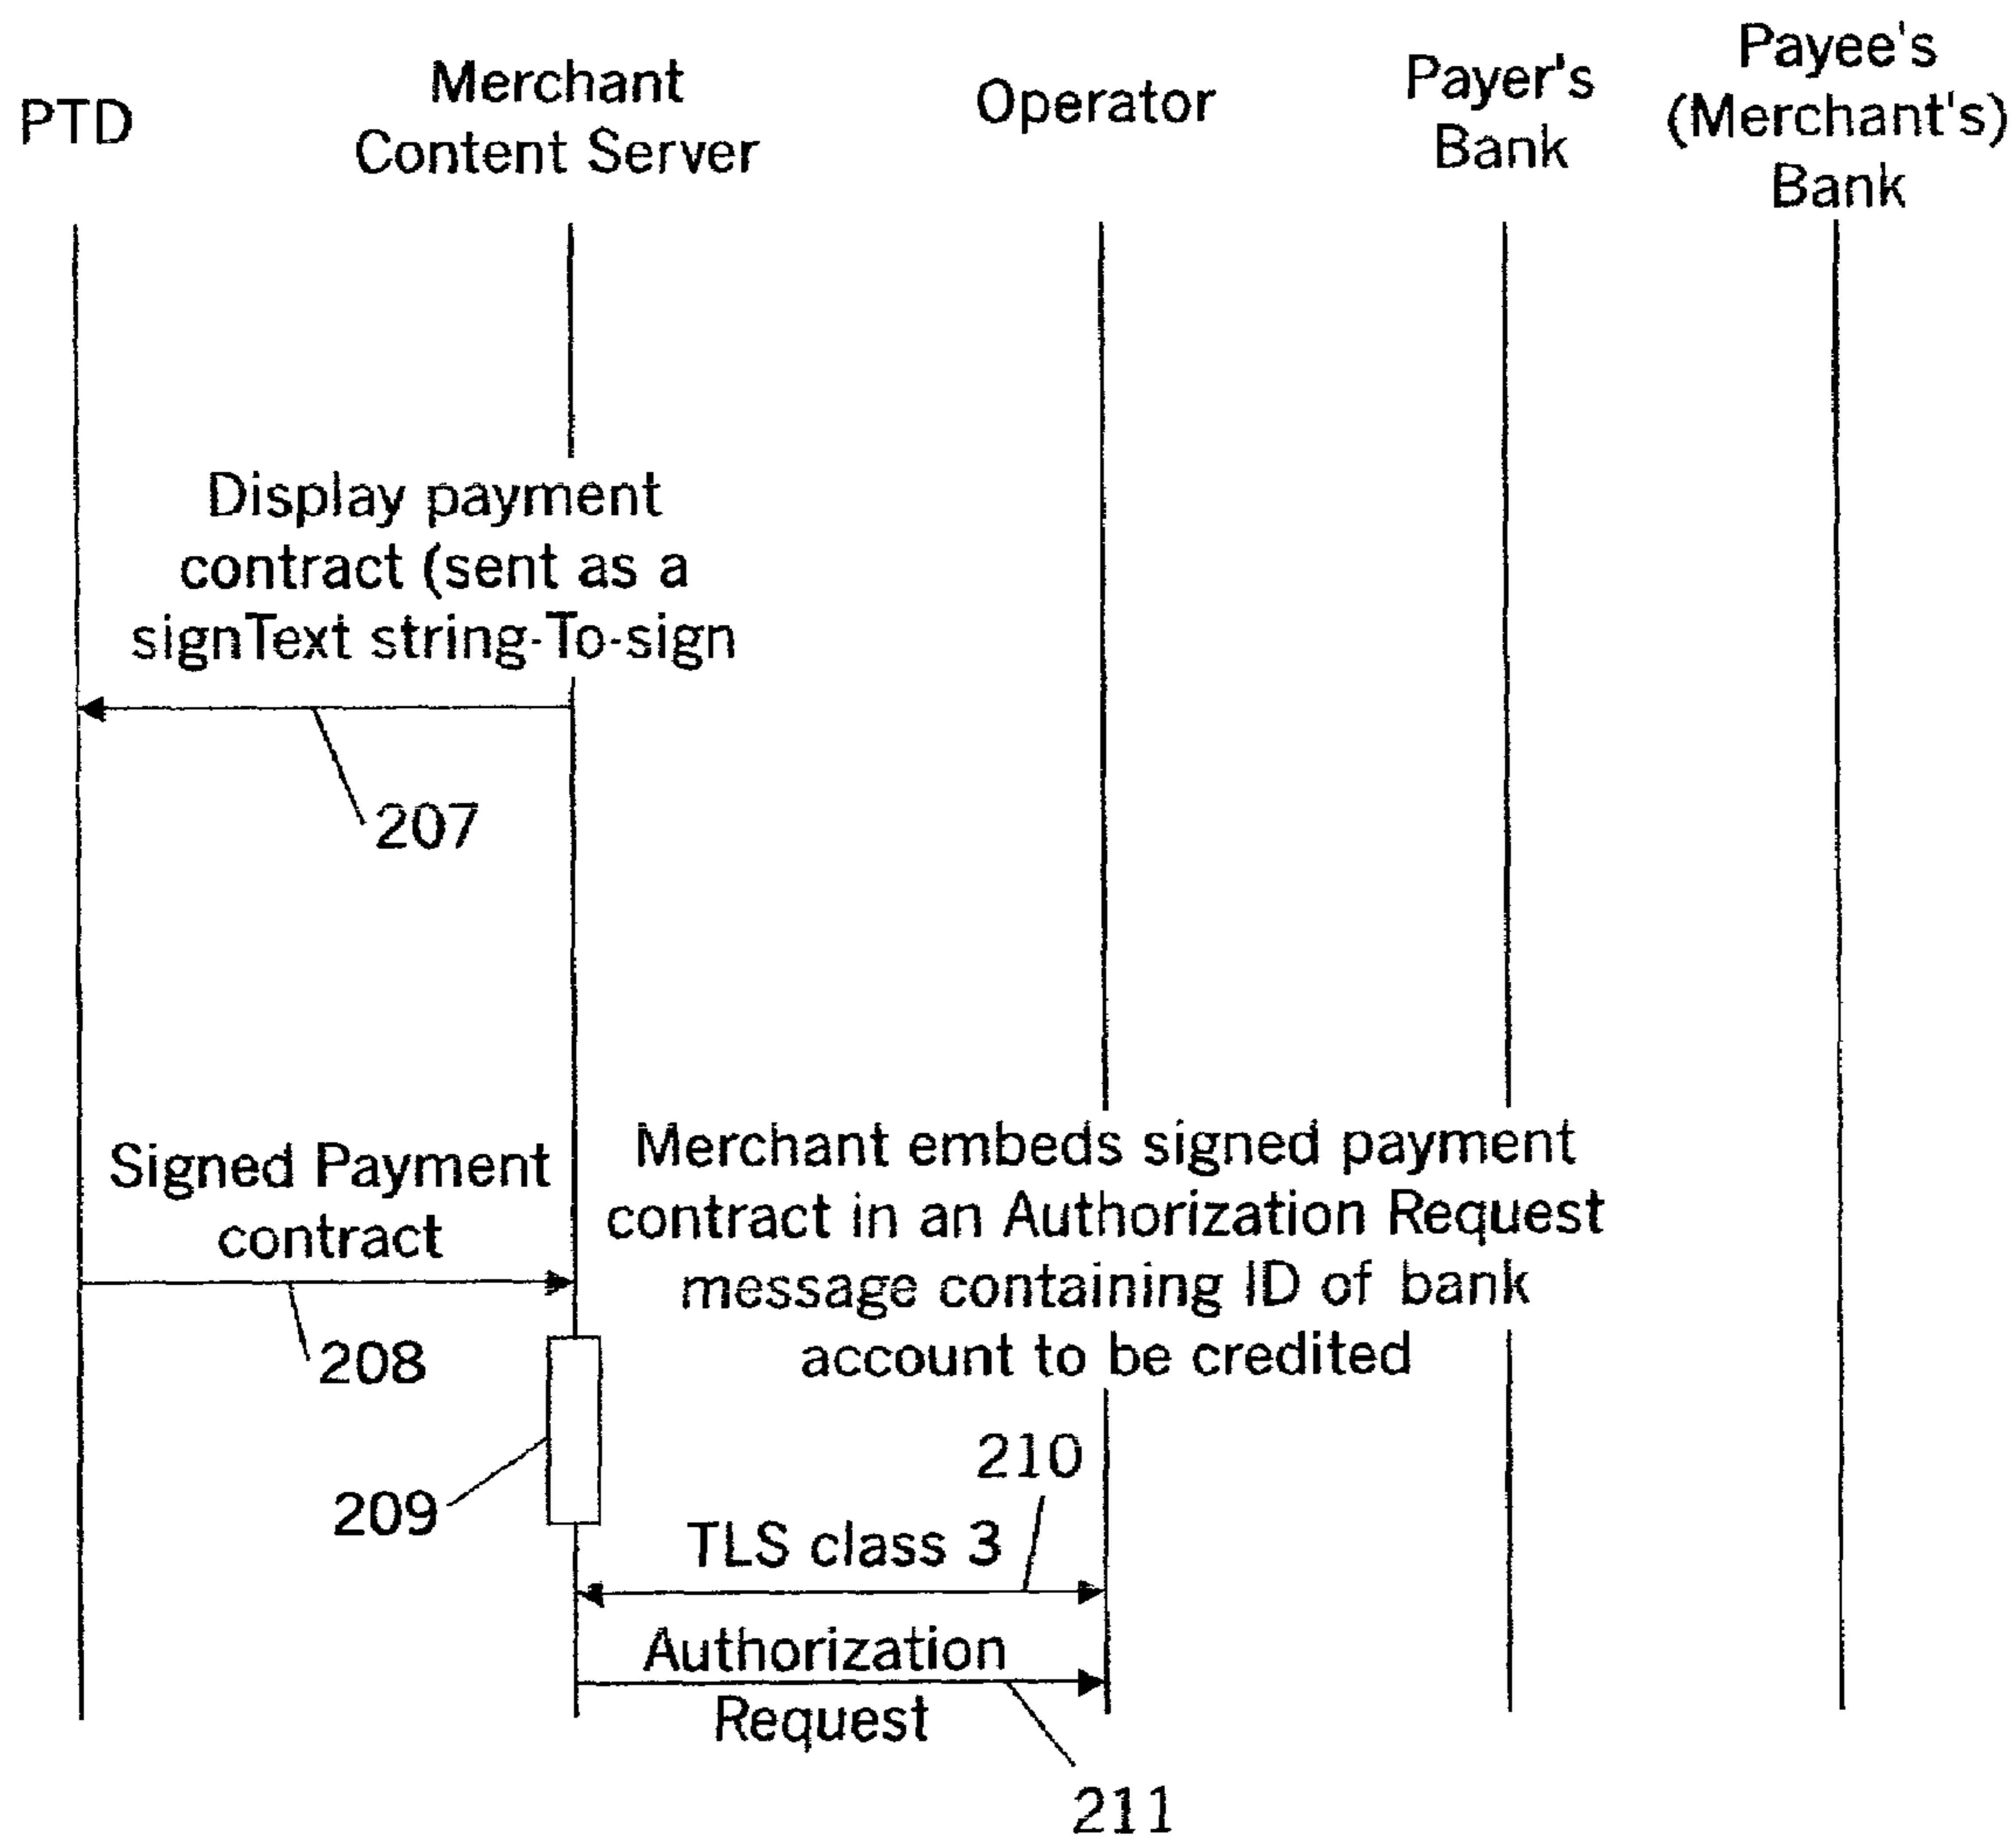 PTD
Merchant
Content Server
Operator
Payer's
Bank
Payee's
(Merchant's)
Bank
Display payment
contract (sent as a
signText string-To-sign
207
Signed Payment
contract
208
Merchant embeds signed payment
contract in an Authorization Request
message containing ID of bank
account to be credited
209
210
TLS class 3
Authorization
Request
211